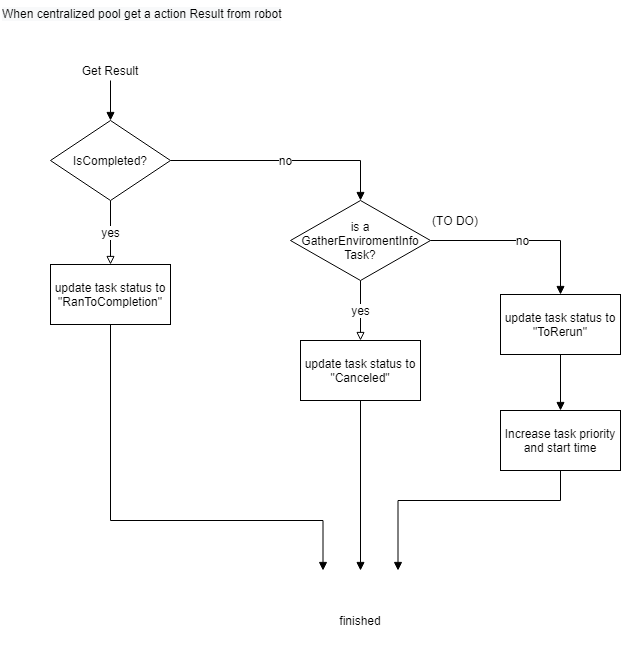 When centralized pool get a action Result from robot
Get Result
IsCompleted?
no
(TO DO)
is a
GatherEnviromentInfo
Task?
yes
no
update task status to
"RanToCompletion"
yes
update task status to
"ToRerun"
update task status to
"Canceled"
Increase task priority
and start time
finished